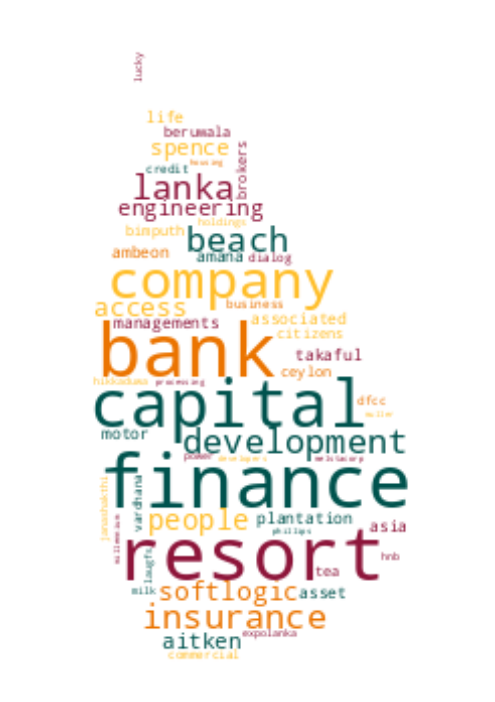 lucky
life
beruwala
spence
housing
credit
brokers
lanka
engineering
holdings
bimputh
beach
ambeon
amana
dialog
company
access
business
managements
associated
citizens
bank
takaful
ceylon
hikkaduwa
processing
capital
dfcc
muller
motor
development
power
developers
melstacorp
finance
janashakthi
vardhana
people
plantation
millennium
phillips
asia
resort
laugfs
hnb
tea
milk
softlogic
asset
insurance
expolanka
aitken
commercial